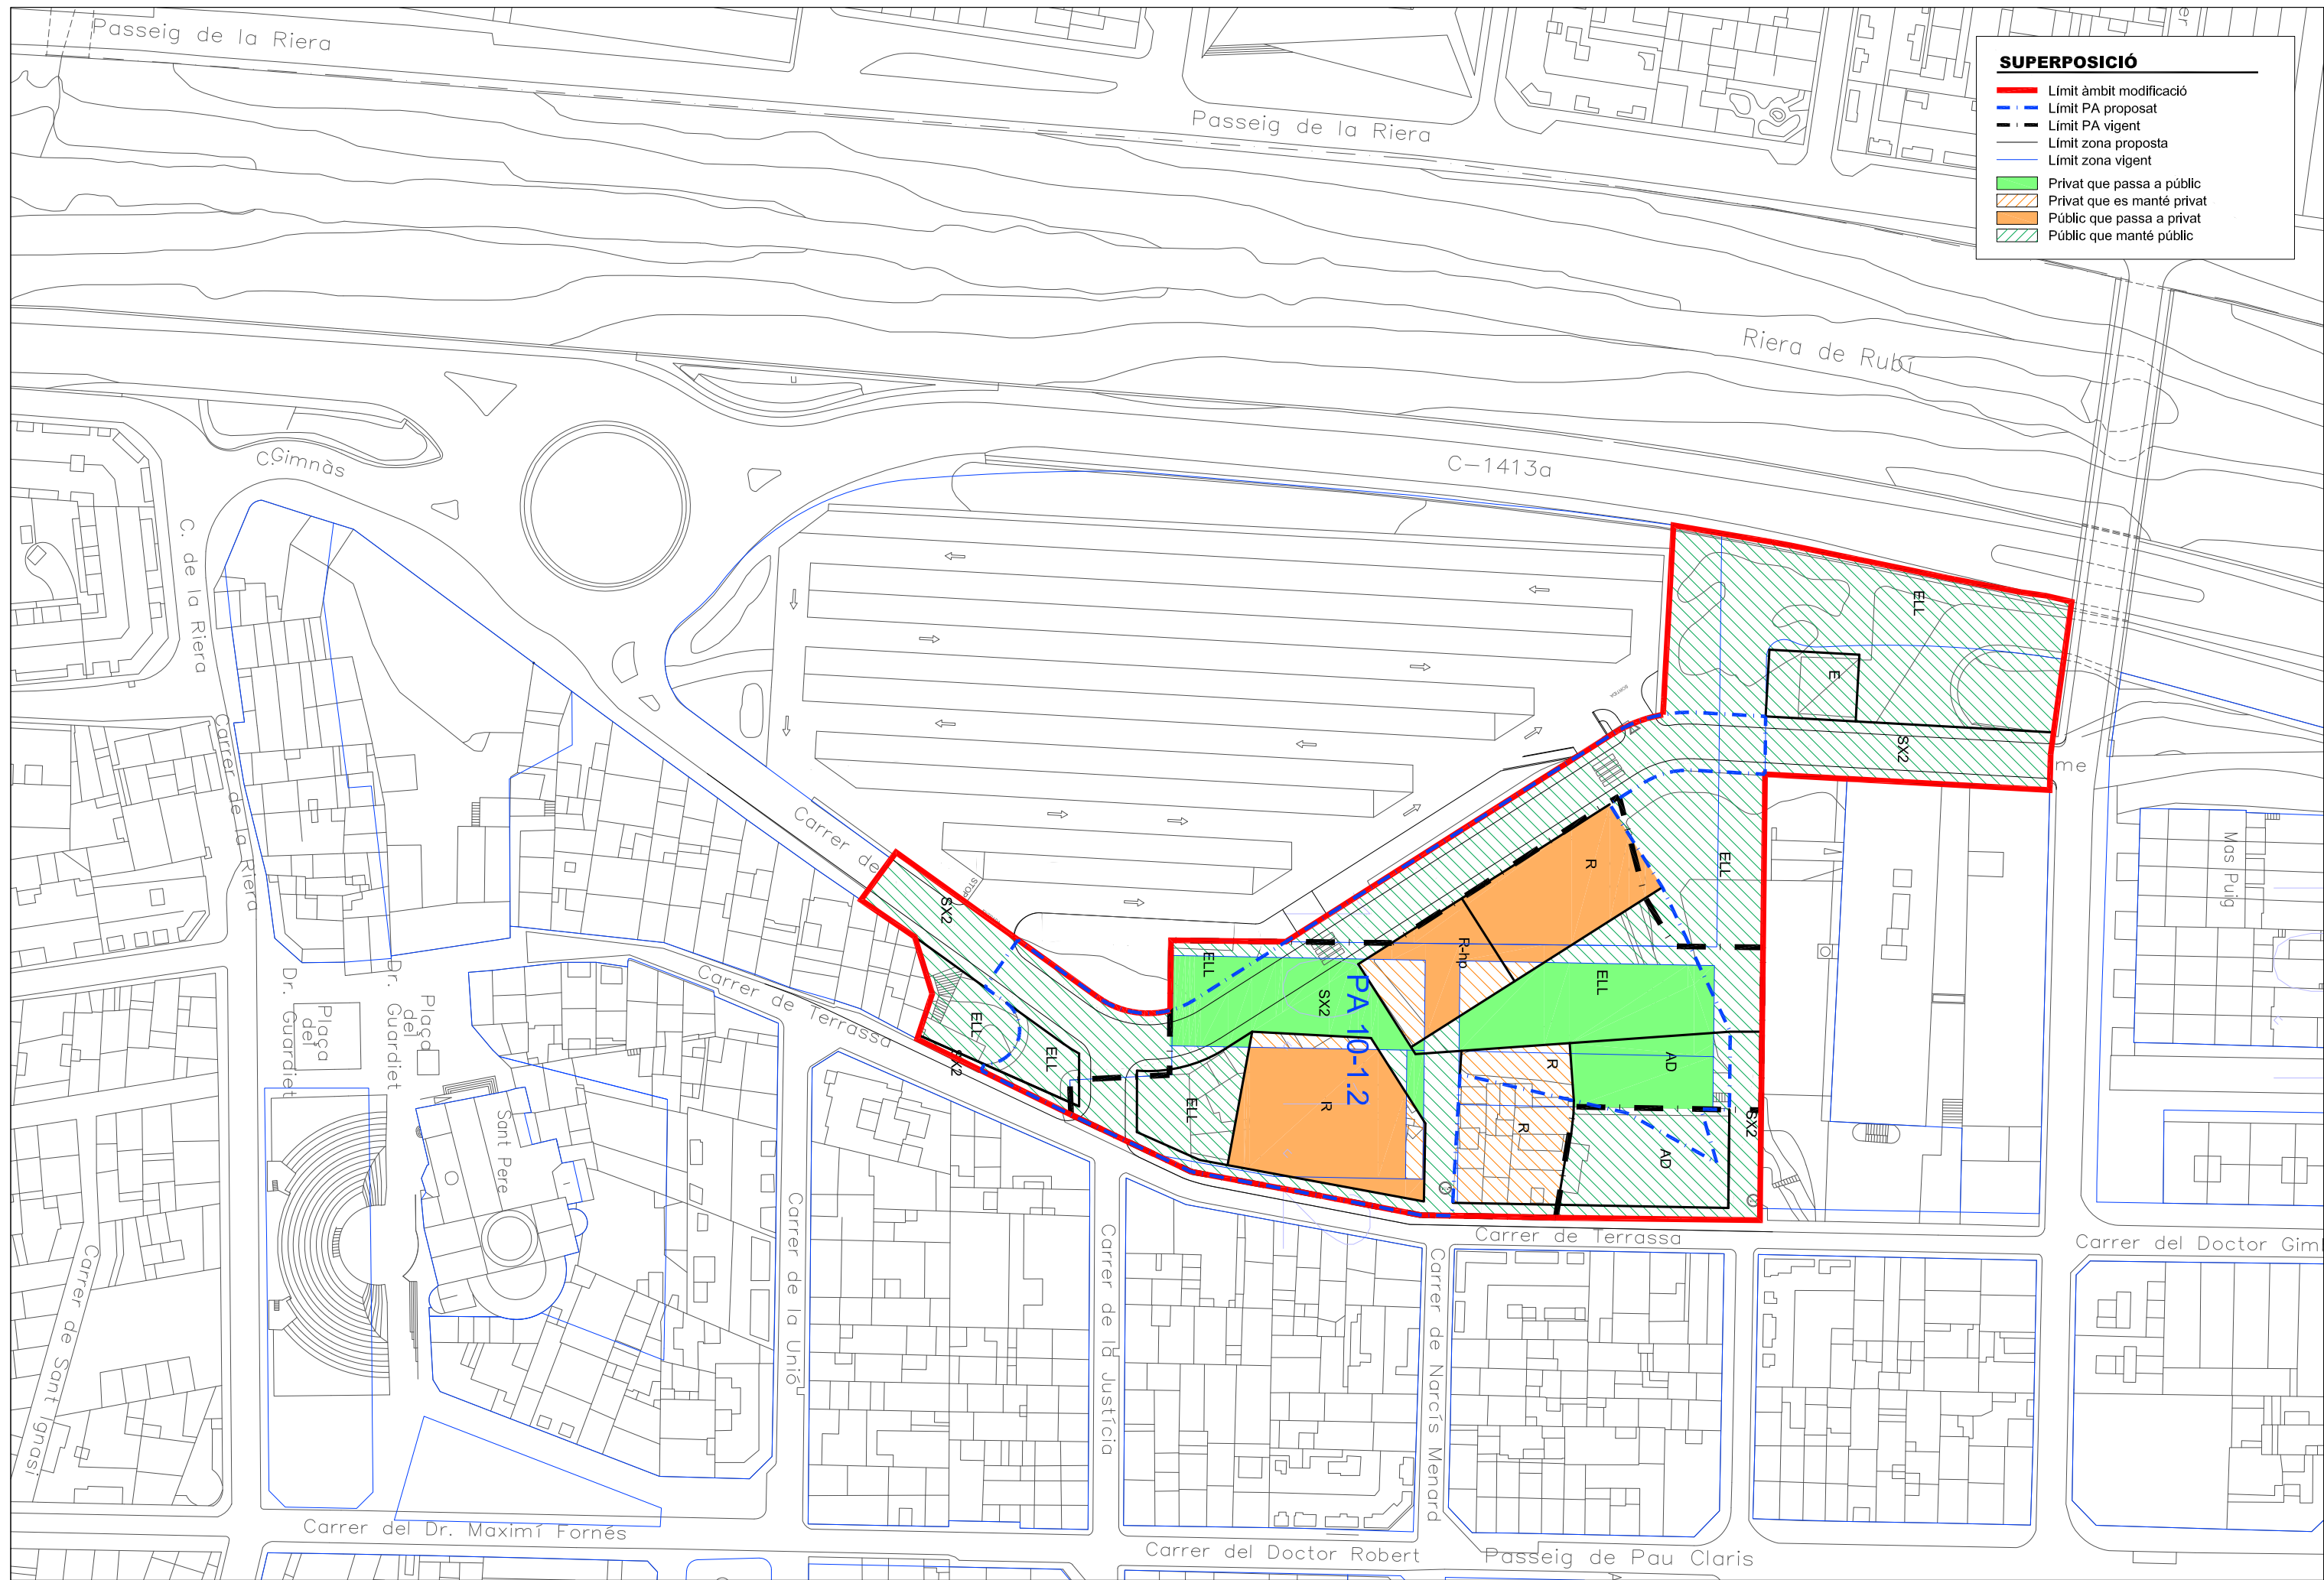 Passeig de la Riera
Passeig de la Riera
SUPERPOSICIÓ
Límit àmbit modificació
Límit PA proposat
Límit PA vigent
Límit zona proposta
Límit zona vigent
Privat que passa a públic
Privat que es manté privat
Públic que passa a privat
Públic que manté públic
Riera de Rubí
C.Gimnàs
C-1413a
C. de la Riera
Carrer de la Riera
ELL
E
SX2
me
Mas Puig
Carrer de
STOP
SX2
R
ELL
R-hp
ELL
ELL
SX2
PA 10-1.2
ELL
ELL
SX2
ELL
R
R
R
AD
AD
SX2
Carrer de Terrassa
Dr. Guardiet
Plaça del
Dr. Guardiet
Plaça del
Sant Pere
Carrer de la Unió
Carrer de la Justícia
Carrer de Narcís Menard
Carrer de Terrassa
Carrer del Doctor Gim
Carrer de Sant Ignasi
Carrer del Dr. Maximí Fornés
Carrer del Doctor Robert
Passeig de Pau Claris